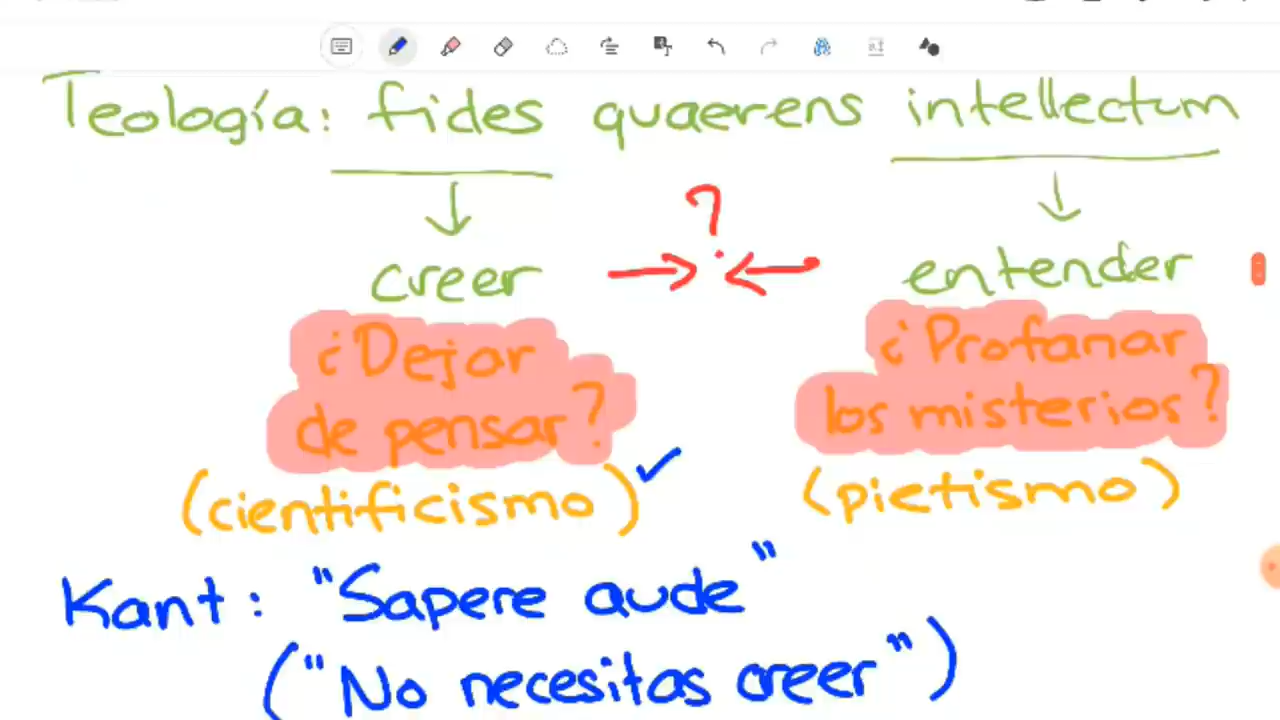 Teología: fides quaerens intellectum
creer ? entender
¿Dejar de pensar?
(cientificismo)
¿Profanar los misterios?
(pietismo)
Kant: "Sapere aude"
("No necesitas creer")